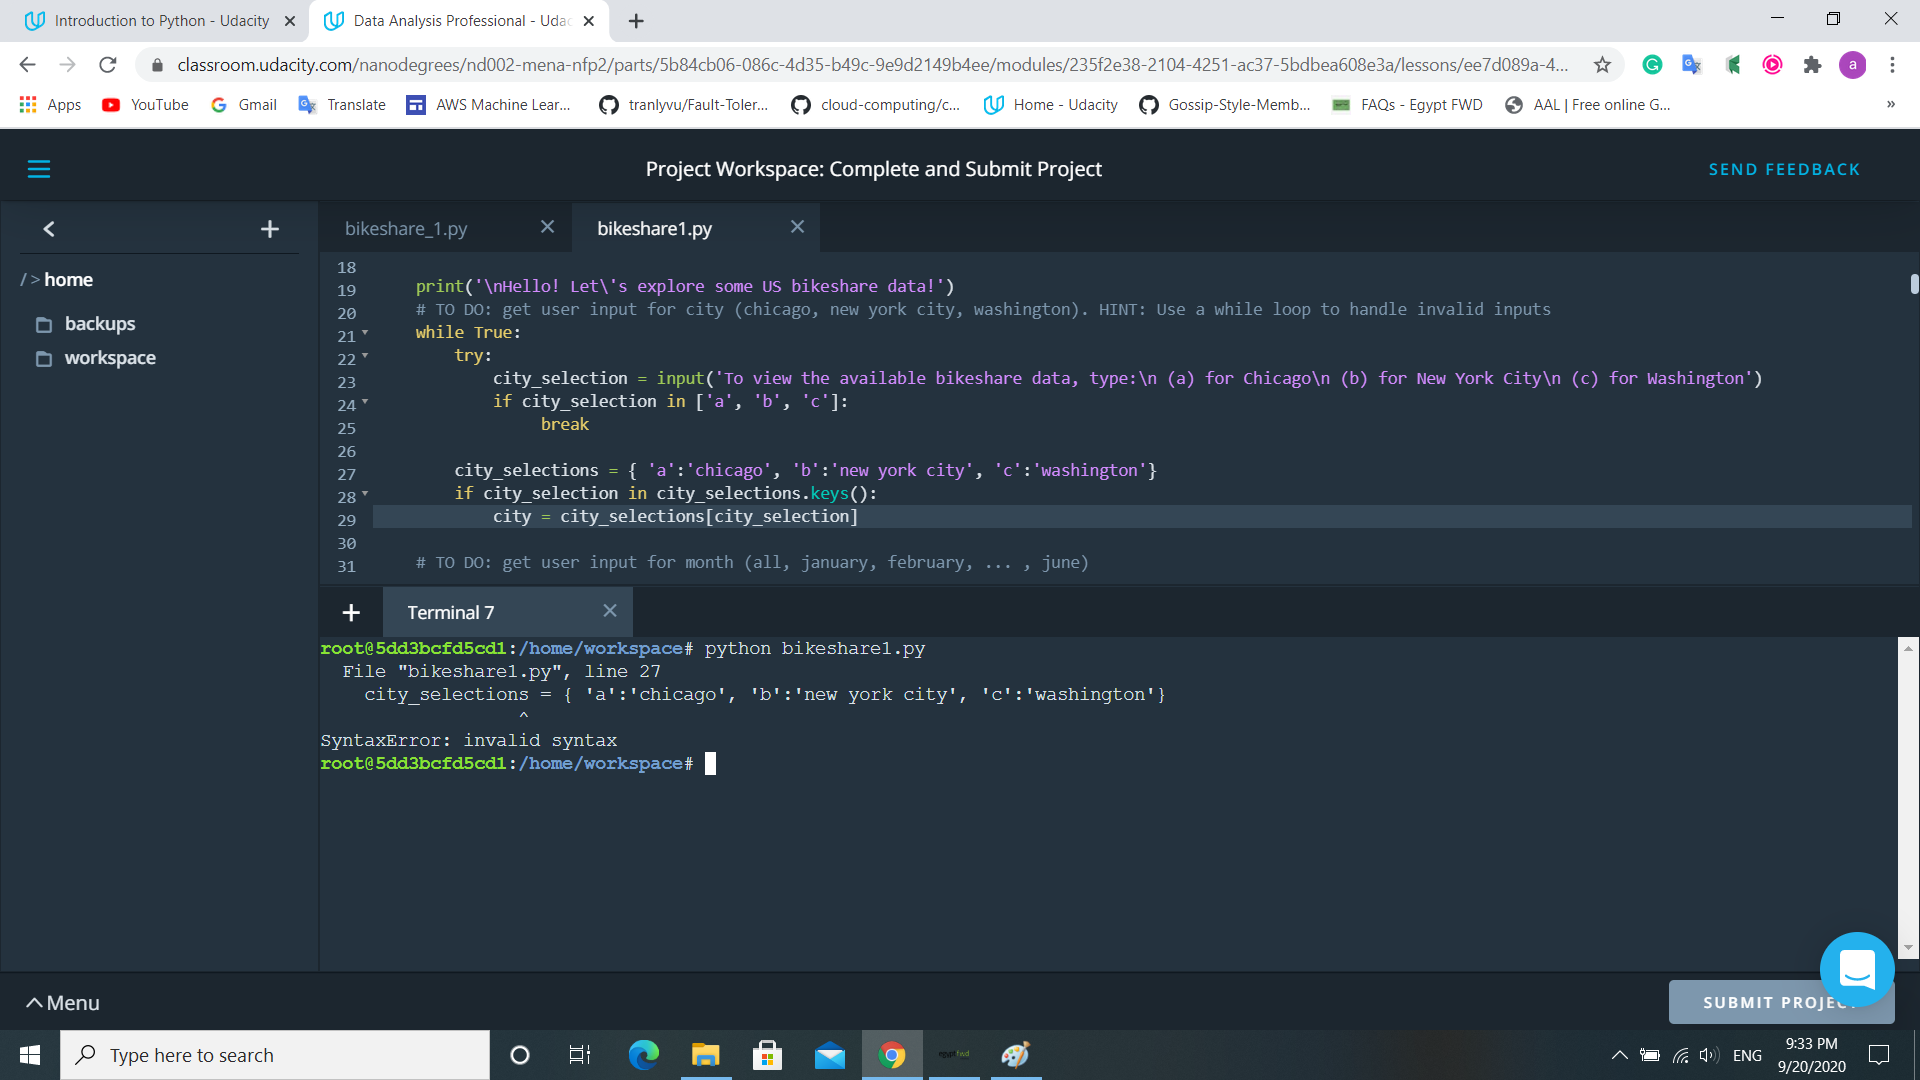 Introduction to Python - Udacity
Data Analysis Professional - Udac
classroom.udacity.com/nanodegrees/nd002-mena-nfp2/parts/5b84cb06-086c-4d35-b49c-9e9d2149b4ee/modules/235f2e38-2104-4251-ac37-5bdbea608e3a/lessons/ee7d089a-4...
a
Apps YouTube Gmail Translate AWS Machine Lear... tranlyvu/Fault-Toler... cloud-computing/c... Home - Udacity Gossip-Style-Memb... FAQs - Egypt FWD AAL | Free online G... »
Project Workspace: Complete and Submit Project
SEND FEEDBACK
bikeshare_1.py
bikeshare1.py
/ > home
backups
workspace
18
19 print('\nHello! Let\'s explore some US bikeshare data!')
20 # TO DO: get user input for city (chicago, new york city, washington). HINT: Use a while loop to handle invalid inputs
21 while True:
22 try:
23 city_selection = input('To view the available bikeshare data, type:\n (a) for Chicago\n (b) for New York City\n (c) for Washington')
24 if city_selection in ['a', 'b', 'c']:
25 break
26
27 city_selections = { 'a':'chicago', 'b':'new york city', 'c':'washington'}
28 if city_selection in city_selections.keys():
29 city = city_selections[city_selection]
30
31 # TO DO: get user input for month (all, january, february, ... , june)
Terminal 7
root@5dd3bcfd5cd1:/home/workspace# python bikeshare1.py
File "bikeshare1.py", line 27
city_selections = { 'a':'chicago', 'b':'new york city', 'c':'washington'}
^
SyntaxError: invalid syntax
root@5dd3bcfd5cd1:/home/workspace#
Menu
SUBMIT PROJEC
Type here to search
egypt fwd
ENG
9:33 PM
9/20/2020